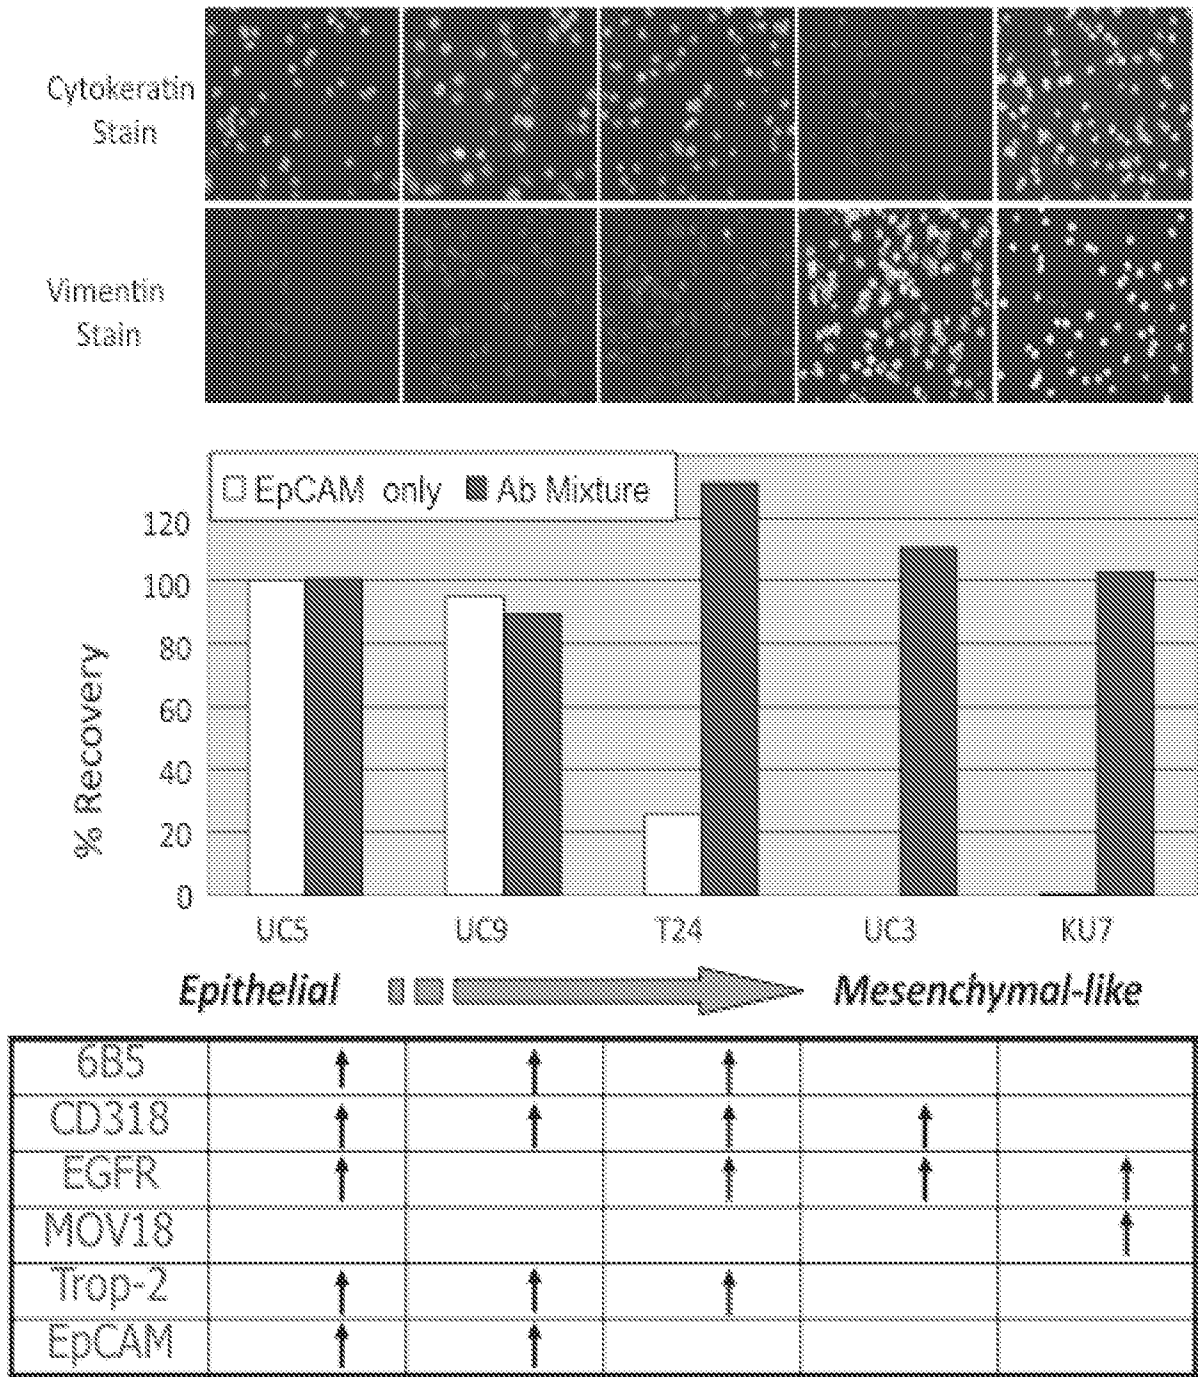 Cytokeratin
Stain
Vimentin
Stain
EpCAM only Ab Mixture
120
100
80
60
40
20
0
% Recovery
UC5 UC9 T24 UC3 KU7
Epithelial Mesenchymal-like
6B5
CD318
EGFR
MOV18
Trop-2
EpCAM